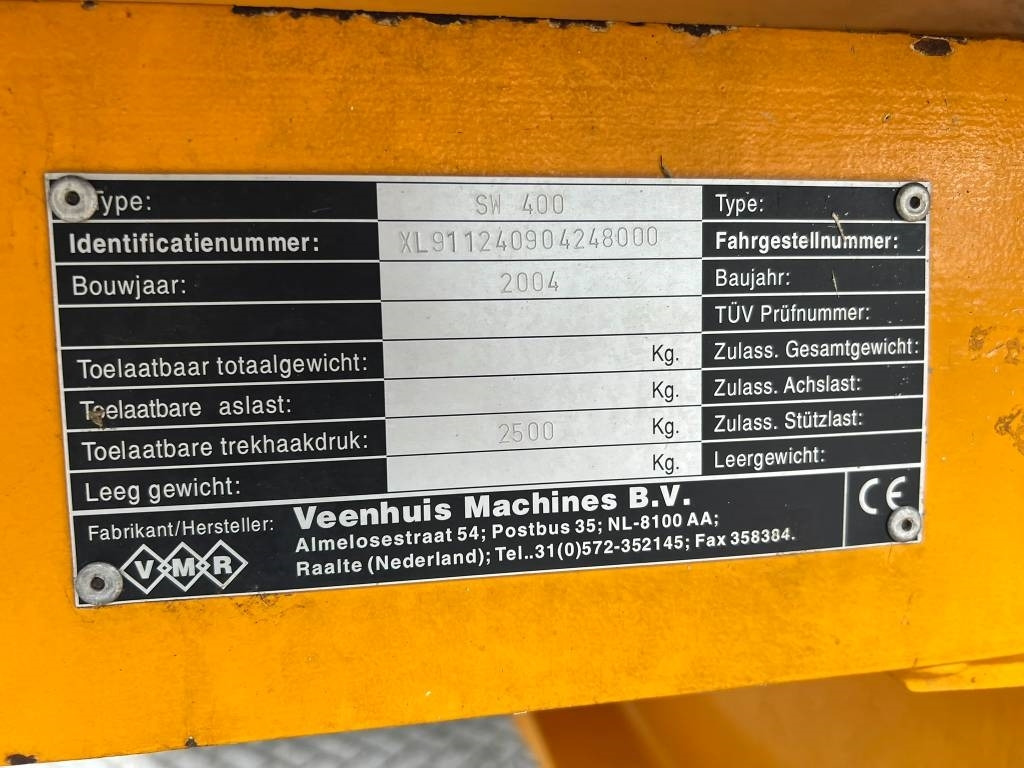 Type: SW 400 Type:
Identificatienummer: XL911240904248000 Fahrgestellnummer:
Bouwjaar: 2004 Baujahr:
TÜV Prüfnummer:
Toelaatbaar totaalgewicht: Kg. Zulass. Gesamtgewicht:
Toelaatbare aslast: Kg. Zulass. Achslast:
Toelaatbare trekhaakdruk: 2500 Kg. Zulass. Stützlast:
Leeg gewicht: Kg. Leergewicht:
Fabrikant/Hersteller: Veenhuis Machines B.V.
Almelosestraat 54; Postbus 35; NL-8100 AA;
Raalte (Nederland); Tel..31(0)572-352145; Fax 358384.
VMR
CE